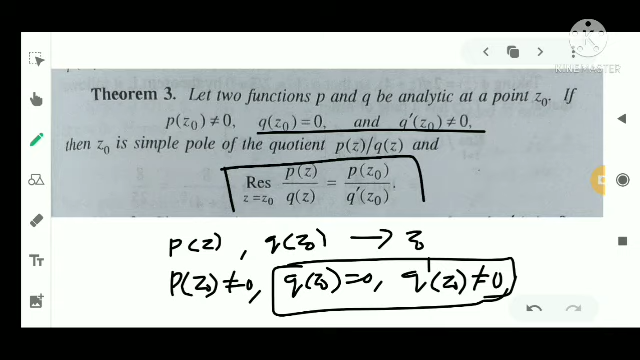 KINEMASTER
Theorem 3. Let two functions p and q be analytic at a point z₀. If
p(z₀) ≠ 0, q(z₀) = 0, and q′(z₀) ≠ 0,
then z₀ is simple pole of the quotient p(z)/q(z) and
Res z=z₀ p(z)/q(z) = p(z₀)/q′(z₀).
p(z), q(z₀) → z₀
P(z₀) ≠ 0, q(z₀) = 0, q′(z₀) ≠ 0,
Tт